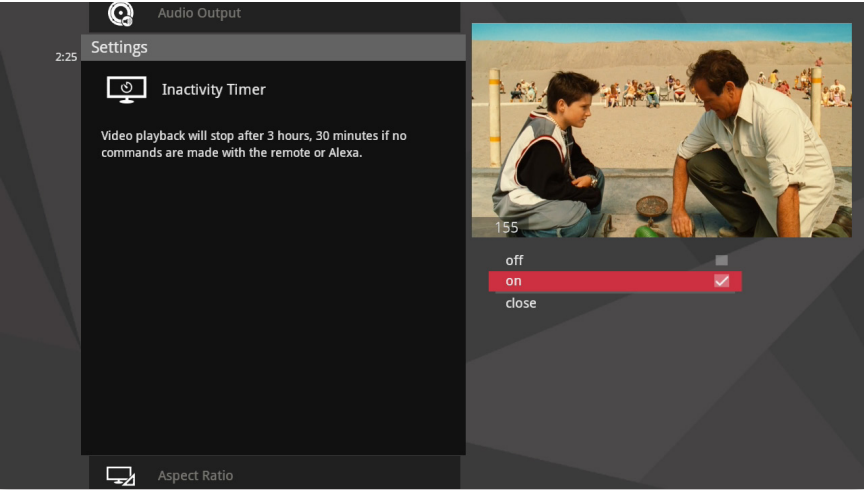 Audio Output
2:25
Settings
Inactivity Timer
Video playback will stop after 3 hours, 30 minutes if no
commands are made with the remote or Alexa.
155
off
on
close
Aspect Ratio